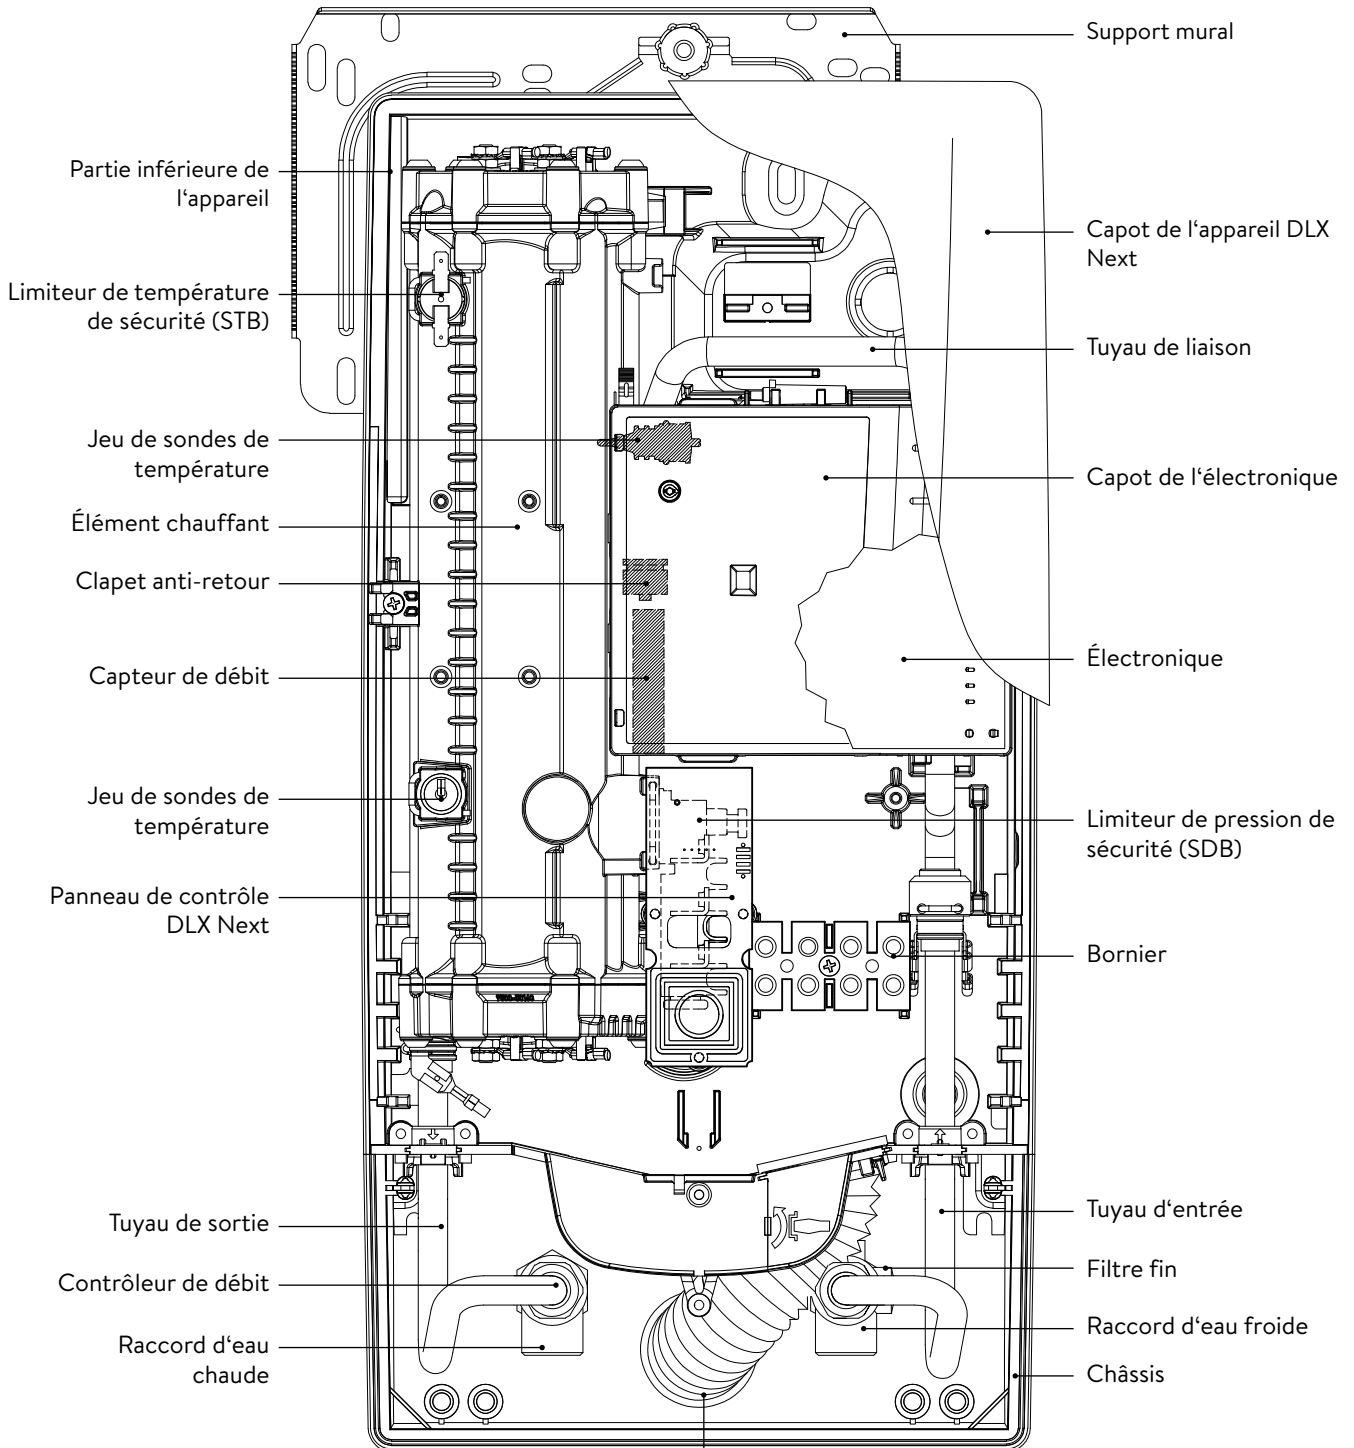 Support mural
Partie inférieure de
l‘appareil
Capot de l‘appareil DLX
Next
Limiteur de température
de sécurité (STB)
Tuyau de liaison
Jeu de sondes de
température
Capot de l‘électronique
Élément chauffant
Clapet anti-retour
Électronique
Capteur de débit
Jeu de sondes de
température
Limiteur de pression de
sécurité (SDB)
Panneau de contrôle
DLX Next
Bornier
Tuyau de sortie
Tuyau d‘entrée
Contrôleur de débit
Filtre fin
Raccord d‘eau
chaude
Raccord d‘eau froide
Châssis